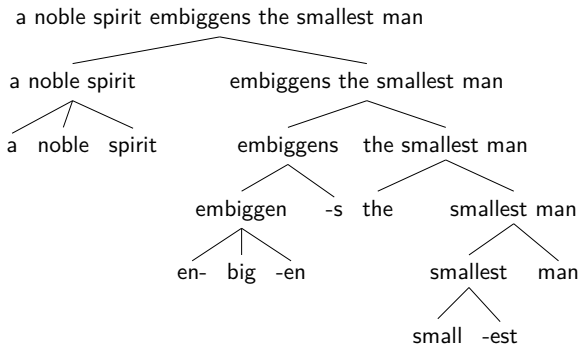 a noble spirit embiggens the smallest man
a noble spirit embiggens the smallest man
a noble spirit embiggens the smallest man
embiggen -s the smallest man
en- big -en smallest man
small -est